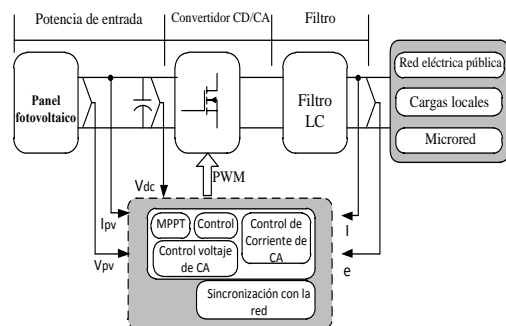 Potencia de entrada
Convertidor CD/CA
Filtro
Panel
fotovoltaico
Filtro
LC
Red eléctrica pública
Cargas locales
Microred
PWM
Vdc
Ipv
Vpv
I
e
MPPT
Control
Control de
Corriente de
CA
Control voltaje
de CA
Sincronización con la
red